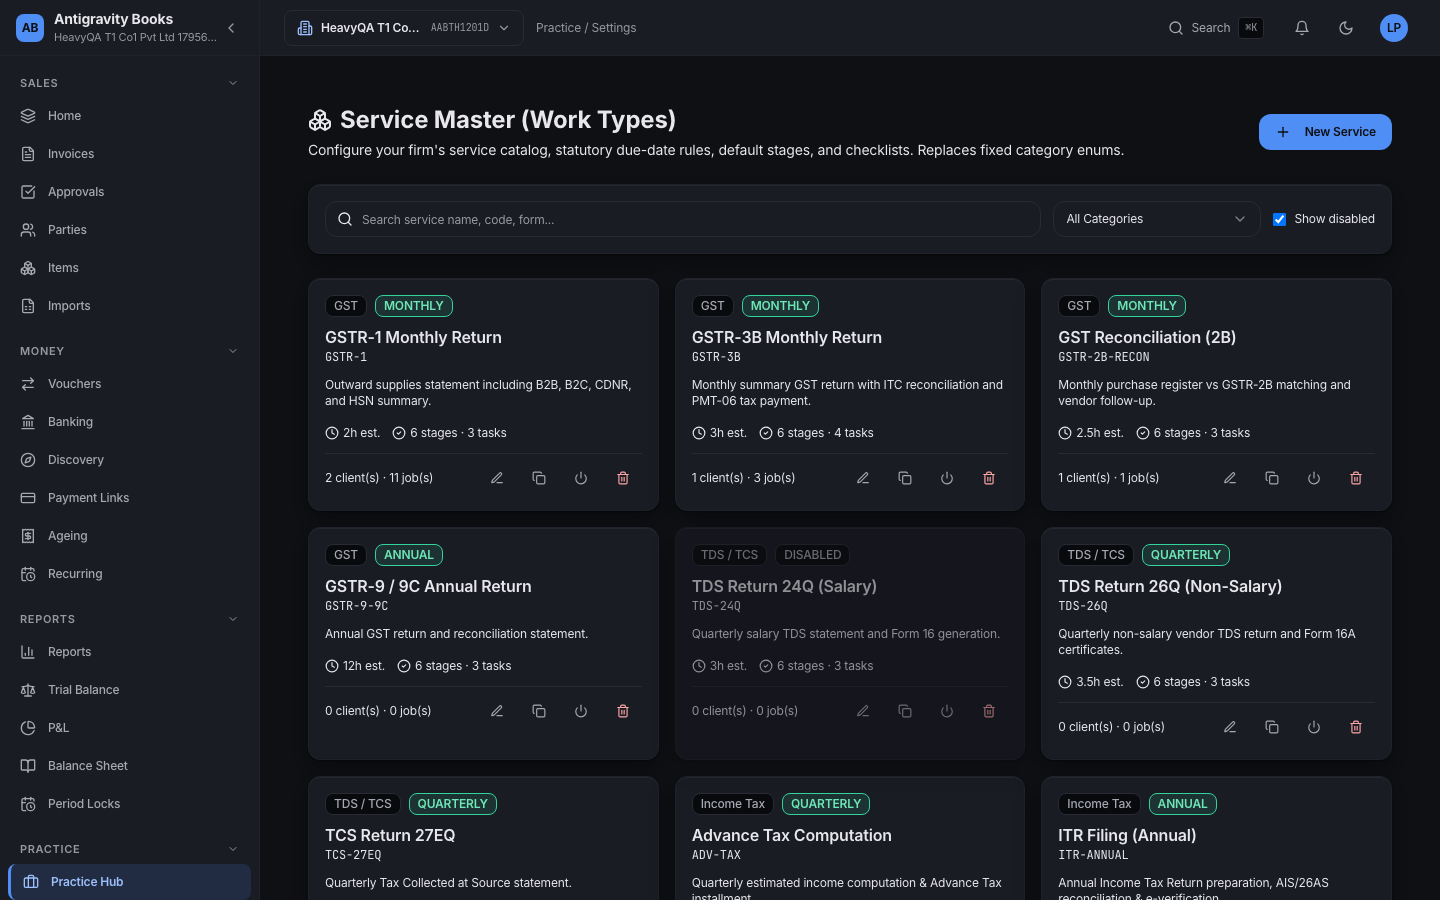 AB
Antigravity Books
HeavyQA T1 Co1 Pvt Ltd 17956...
HeavyQA T1 Co...
AABTH1201D
Practice / Settings
Search
⌘K
LP
SALES
Home
Invoices
Approvals
Parties
Items
Imports
MONEY
Vouchers
Banking
Discovery
Payment Links
Ageing
Recurring
REPORTS
Reports
Trial Balance
P&L
Balance Sheet
Period Locks
PRACTICE
Practice Hub
Service Master (Work Types)
Configure your firm's service catalog, statutory due-date rules, default stages, and checklists. Replaces fixed category enums.
New Service
Search service name, code, form...
All Categories
Show disabled
GST
MONTHLY
GSTR-1 Monthly Return
GSTR-1
Outward supplies statement including B2B, B2C, CDNR,
and HSN summary.
2h est.
6 stages · 3 tasks
2 client(s) · 11 job(s)
GST
MONTHLY
GSTR-3B Monthly Return
GSTR-3B
Monthly summary GST return with ITC reconciliation and
PMT-06 tax payment.
3h est.
6 stages · 4 tasks
1 client(s) · 3 job(s)
GST
MONTHLY
GST Reconciliation (2B)
GSTR-2B-RECON
Monthly purchase register vs GSTR-2B matching and
vendor follow-up.
2.5h est.
6 stages · 3 tasks
1 client(s) · 1 job(s)
GST
ANNUAL
GSTR-9 / 9C Annual Return
GSTR-9-9C
Annual GST return and reconciliation statement.
12h est.
6 stages · 3 tasks
0 client(s) · 0 job(s)
TDS / TCS
DISABLED
TDS Return 24Q (Salary)
TDS-24Q
Quarterly salary TDS statement and Form 16 generation.
3h est.
6 stages · 3 tasks
0 client(s) · 0 job(s)
TDS / TCS
QUARTERLY
TDS Return 26Q (Non-Salary)
TDS-26Q
Quarterly non-salary vendor TDS return and Form 16A
certificates.
3.5h est.
6 stages · 3 tasks
0 client(s) · 0 job(s)
TDS / TCS
QUARTERLY
TCS Return 27EQ
TCS-27EQ
Quarterly Tax Collected at Source statement.
Income Tax
QUARTERLY
Advance Tax Computation
ADV-TAX
Quarterly estimated income computation & Advance Tax
installment
Income Tax
ANNUAL
ITR Filing (Annual)
ITR-ANNUAL
Annual Income Tax Return preparation, AIS/26AS
reconciliation & e-verification